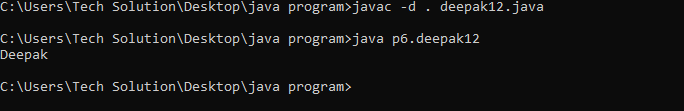 C:\Users\Tech Solution\Desktop\java program>javac -d . deepak12.java
C:\Users\Tech Solution\Desktop\java program>java p6.deepak12
Deepak
C:\Users\Tech Solution\Desktop\java program>